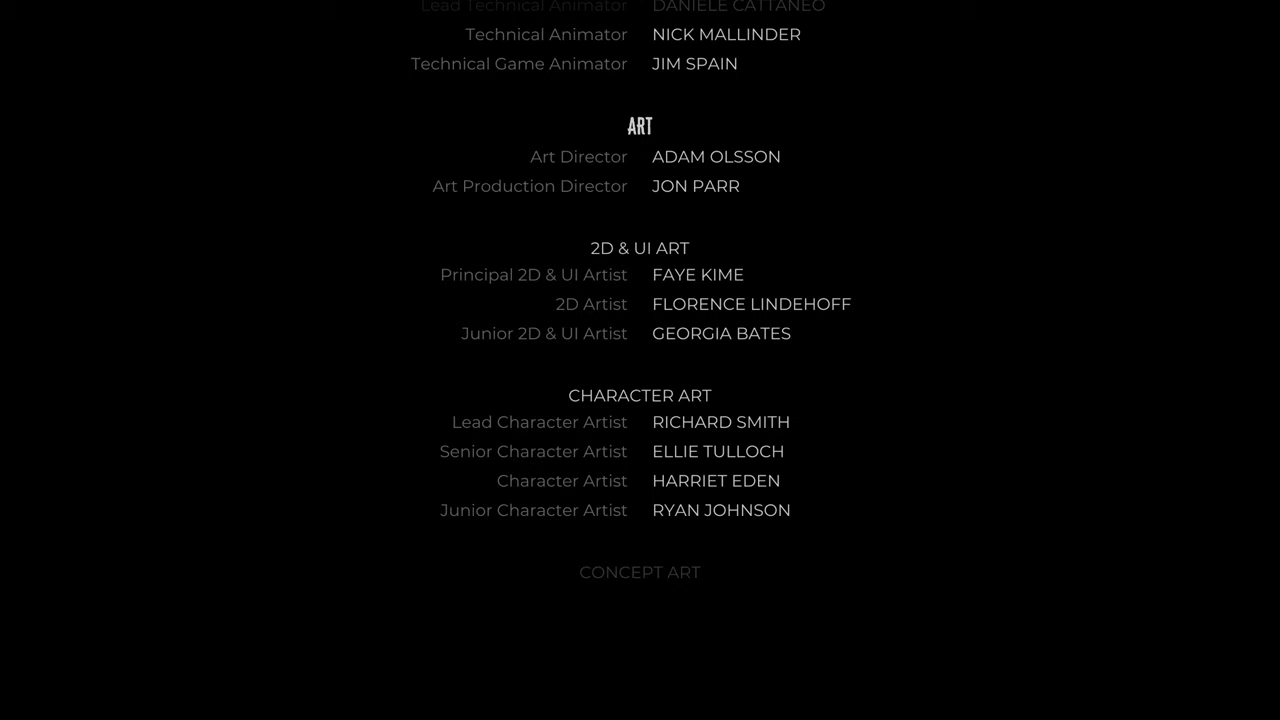 Lead Technical Animator DANIELE CATTANEO
Technical Animator NICK MALLINDER
Technical Game Animator JIM SPAIN
ART
Art Director ADAM OLSSON
Art Production Director JON PARR
2D & UI ART
Principal 2D & UI Artist FAYE KIME
2D Artist FLORENCE LINDEHOFF
Junior 2D & UI Artist GEORGIA BATES
CHARACTER ART
Lead Character Artist RICHARD SMITH
Senior Character Artist ELLIE TULLOCH
Character Artist HARRIET EDEN
Junior Character Artist RYAN JOHNSON
CONCEPT ART